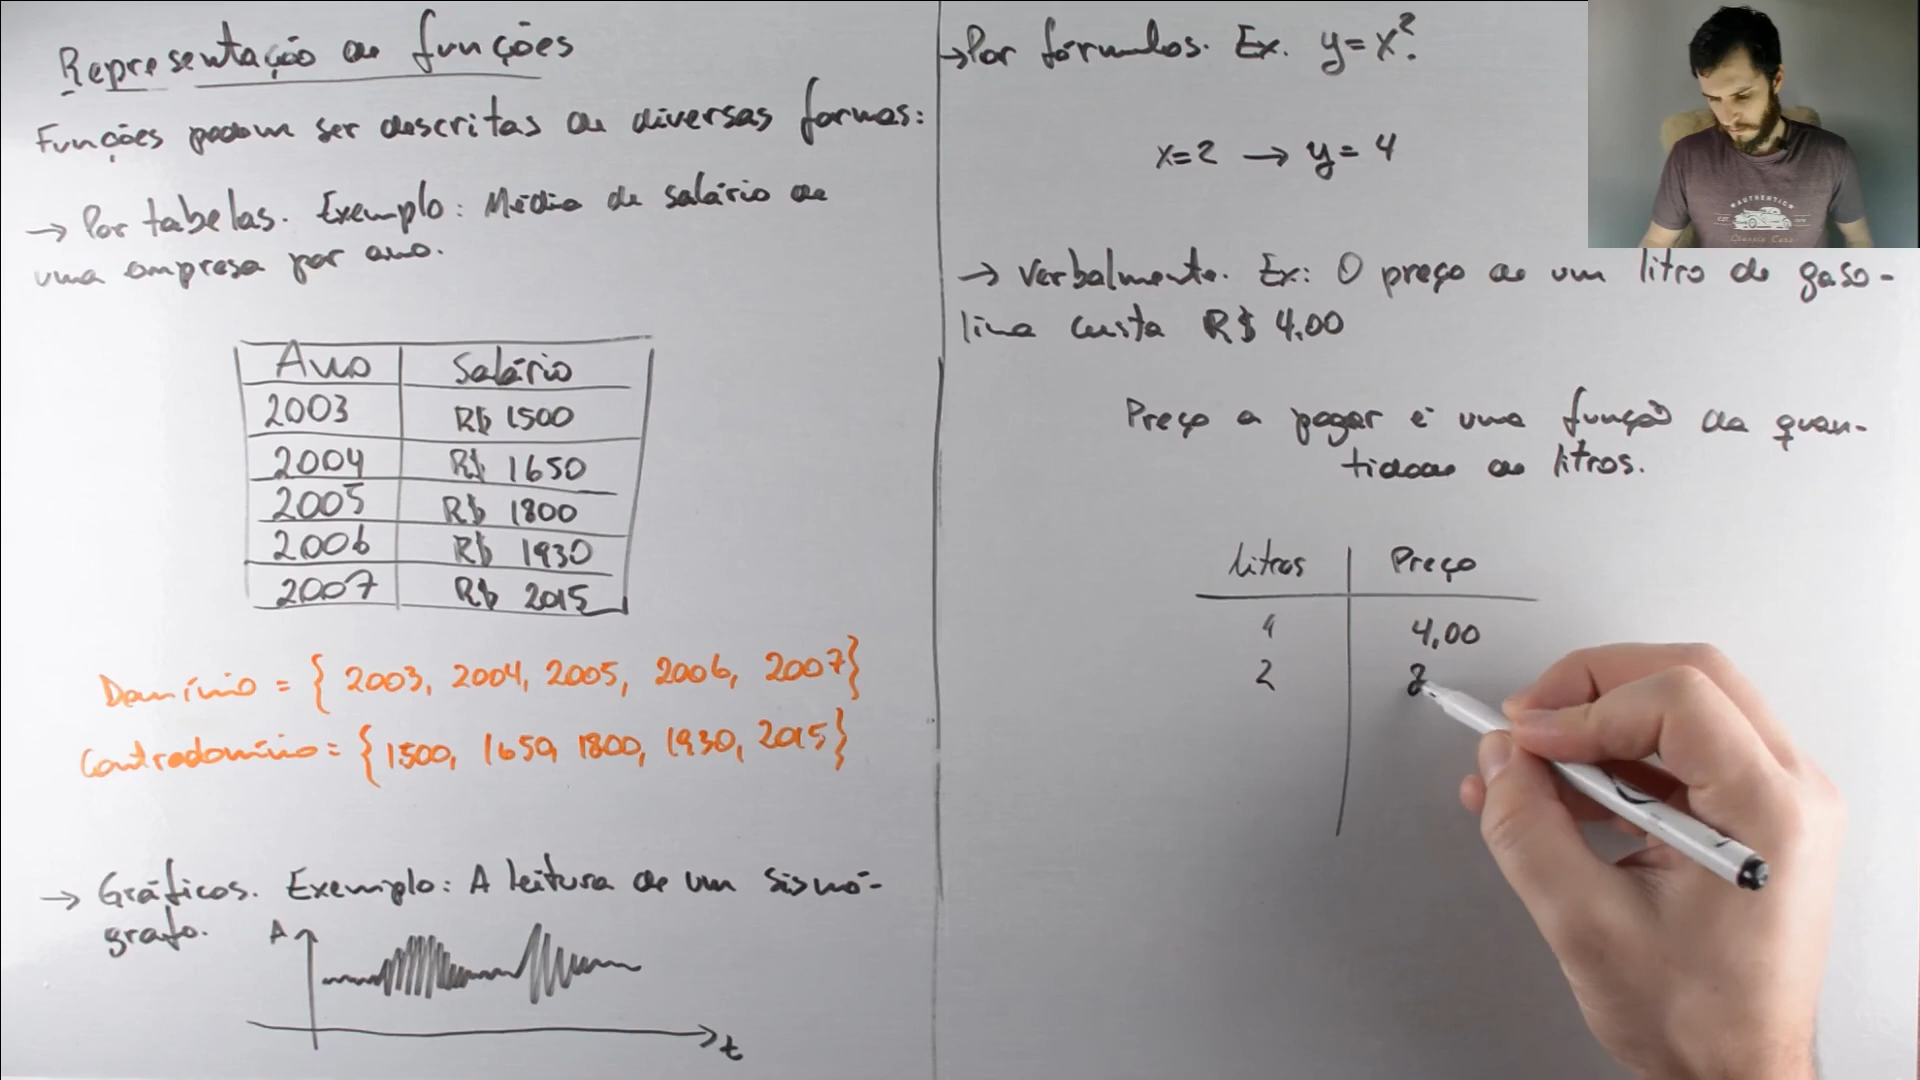 Representação de funções
Funções podem ser descritas de diversas formas:
→ Por tabelas. Exemplo: Média de salário de
uma empresa por ano.
Ano Salário
2003 R$ 1500
2004 R$ 1650
2005 R$ 1800
2006 R$ 1930
2007 R$ 2015
Domínio = { 2003, 2004, 2005, 2006, 2007}
Contradomínio = {1500, 1650, 1800, 1930, 2015}
→ Gráficos. Exemplo: A leitura de um sismó-
grafo.
A
t
→ Por fórmulas. Ex. y=x².
x=2 → y= 4
→ Verbalmente. Ex: O preço de um litro de gaso-
lina custa R$ 4,00
Preço a pagar é uma função da quan-
tidade de litros.
litros Preço
1 4,00
2 8
AUTHENTIC
Classic Cars